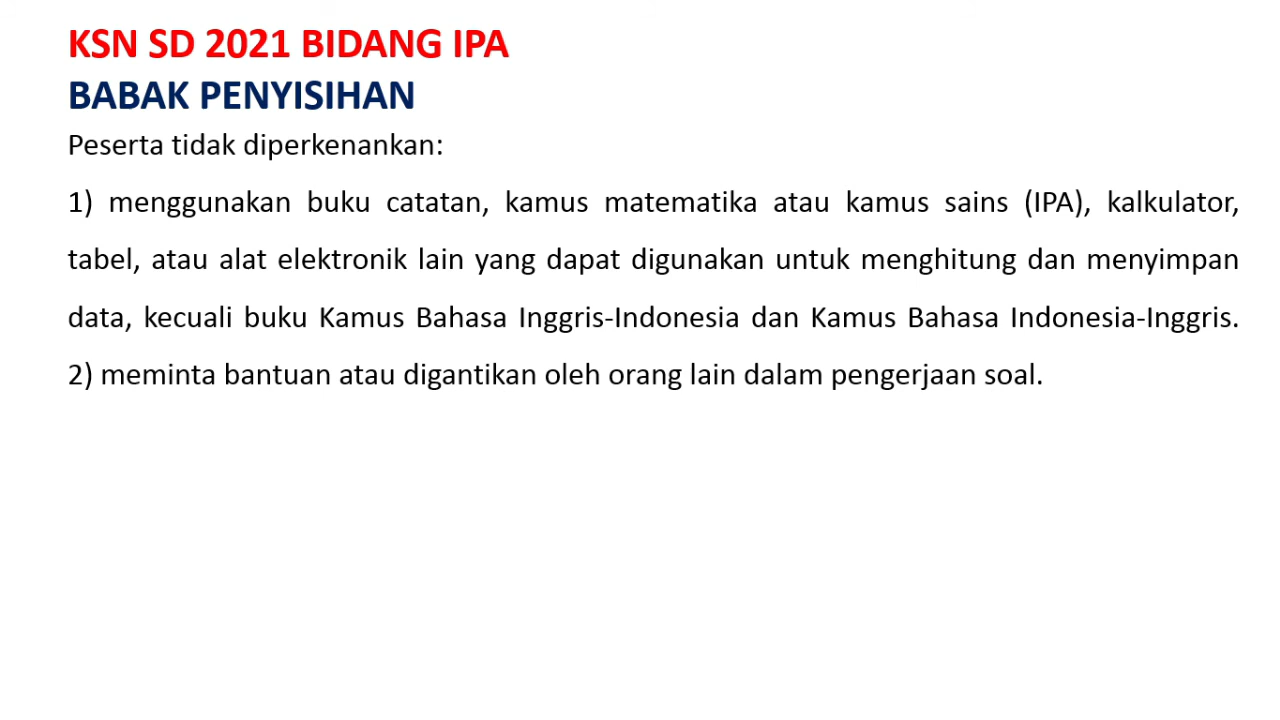 KSN SD 2021 BIDANG IPA
BABAK PENYISIHAN
Peserta tidak diperkenankan:
1) menggunakan buku catatan, kamus matematika atau kamus sains (IPA), kalkulator,
tabel, atau alat elektronik lain yang dapat digunakan untuk menghitung dan menyimpan
data, kecuali buku Kamus Bahasa Inggris-Indonesia dan Kamus Bahasa Indonesia-Inggris.
2) meminta bantuan atau digantikan oleh orang lain dalam pengerjaan soal.